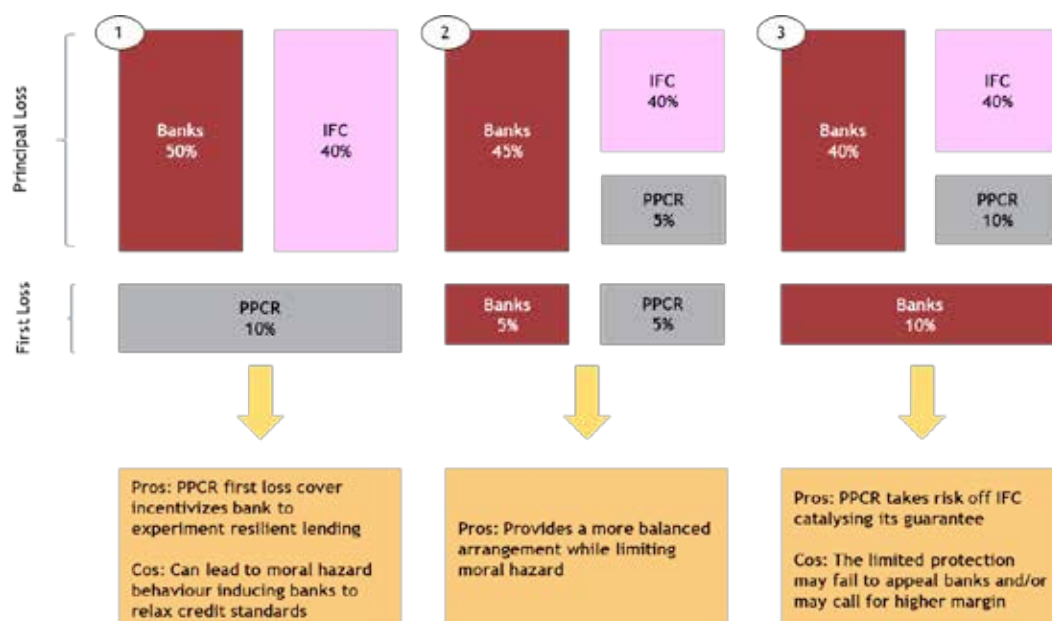 1
2
3
Principal Loss
Banks
50%
IFC
40%
Banks
45%
IFC
40%
PPCR
5%
Banks
40%
IFC
40%
PPCR
10%
First Loss
PPCR
10%
Banks
5%
PPCR
5%
Banks
10%
Pros: PPCR first loss cover
incentivizes bank to
experiment resilient lending
Cos: Can lead to moral hazard
behaviour inducing banks to
relax credit standards
Pros: Provides a more balanced
arrangement while limiting
moral hazard
Pros: PPCR takes risk off IFC
catalysing its guarantee
Cos: The limited protection
may fail to appeal banks and/or
may call for higher margin